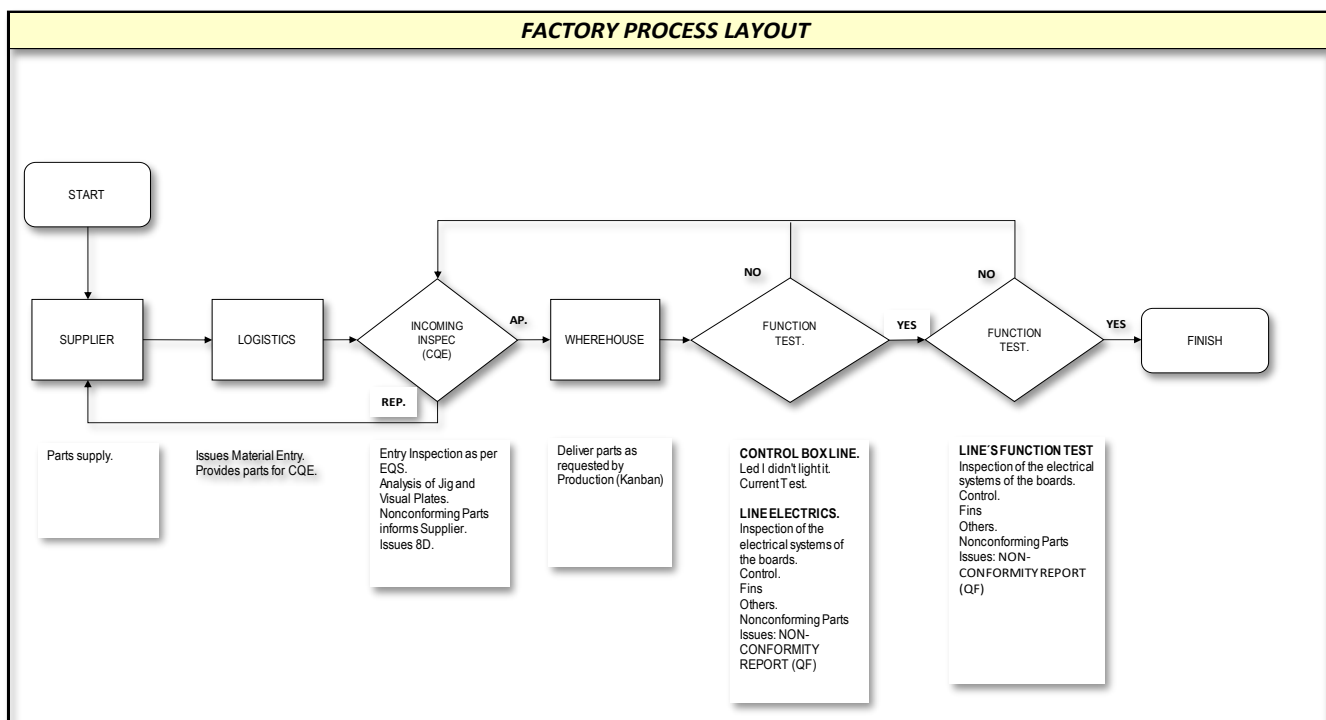 FACTORY PROCESS LAYOUT
START
NO
NO
SUPPLIER
LOGISTICS
INCOMING
INSPEC
(CQE)
AP.
WHEREHOUSE
FUNCTION
TEST.
YES
FUNCTION
TEST.
YES
FINISH
REP.
Parts supply.
Issues Material Entry.
Provides parts for CQE.
Entry Inspection as per
EQS.
Analysis of Jig and
Visual Plates.
Nonconforming Parts
informs Supplier.
Issues 8D.
Deliver parts as
requested by
Production (Kanban)
CONTROL BOX LINE.
Led I didn't light it.
Current Test.
LINE ELECTRICS.
Inspection of the
electrical systems of
the boards.
Control.
Fins
Others.
Nonconforming Parts
Issues: NON-
CONFORMITY
REPORT (QF)
LINE´S FUNCTION TEST
Inspection of the electrical
systems of the boards.
Control.
Fins
Others.
Nonconforming Parts
Issues: NON-
CONFORMITY REPORT
(QF)